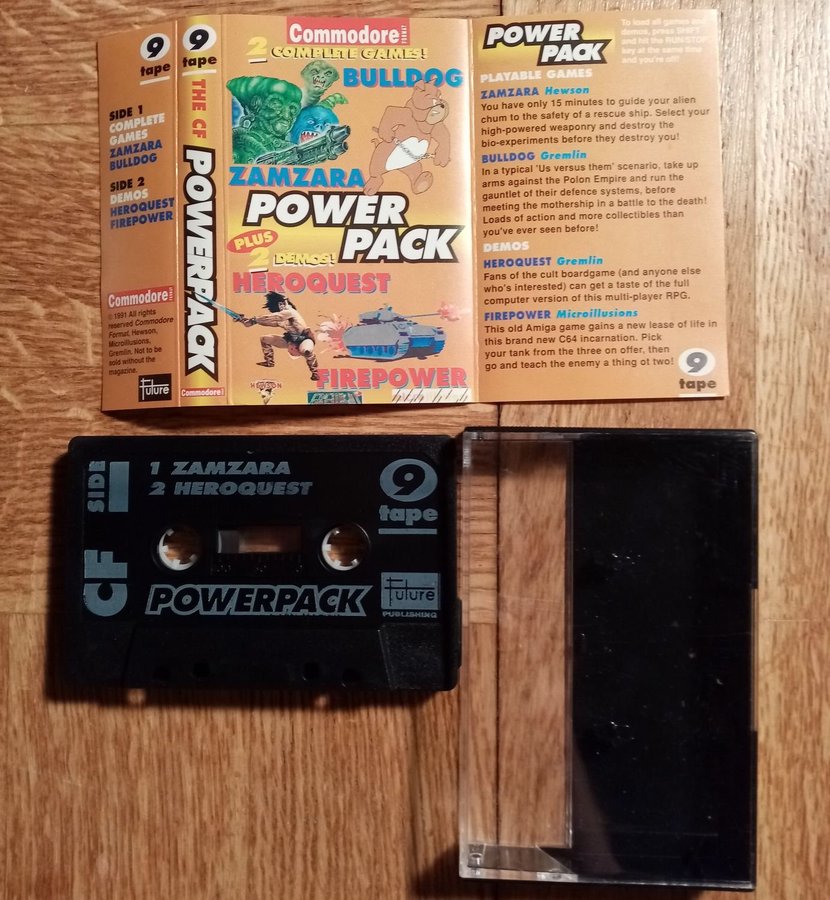 9
tape
SIDE 1
COMPLETE
GAMES
ZAMZARA
BULLDOG
SIDE 2
DEMOS
HEROQUEST
FIREPOWER
Commodore
FORMAT
© 1991 All rights
reserved Commodore
Format, Hewson,
Microillusions,
Gremlin. Not to be
sold without the
magazine.
Future
9
tape
THE CF
POWERPACK
Commodore
Commodore
FORMAT
2 COMPLETE GAMES!
BULLDOG
ZAMZARA
POWER
PACK
PLUS
2 DEMOS!
HEROQUEST
FIREPOWER
HEWSON
POWER
PACK
To load all games and
demos, press SHIFT
and hit the RUN/STOP
key at the same time
and you're off!
PLAYABLE GAMES
ZAMZARA Hewson
You have only 15 minutes to guide your alien
chum to the safety of a rescue ship. Select your
high-powered weaponry and destroy the
bio-experiments before they destroy you!
BULLDOG Gremlin
In a typical 'Us versus them' scenario, take up
arms against the Polon Empire and run the
gauntlet of their defence systems, before
meeting the mothership in a battle to the death!
Loads of action and more collectibles than
you've ever seen before!
DEMOS
HEROQUEST Gremlin
Fans of the cult boardgame (and anyone else
who's interested) can get a taste of the full
computer version of this multi-player RPG.
FIREPOWER Microillusions
This old Amiga game gains a new lease of life in
this brand new C64 incarnation. Pick
your tank from the three on offer, then
go and teach the enemy a thing ot two!
9
tape
CF
SIDE 1
1 ZAMZARA
2 HEROQUEST
9
tape
POWERPACK
Future
PUBLISHING